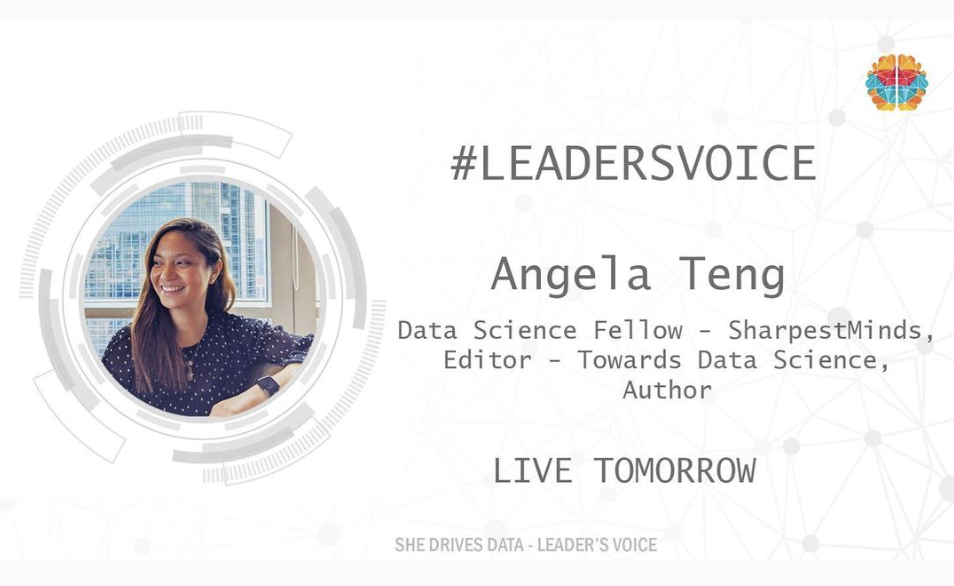 #LEADERSVOICE
Angela Teng
Data Science Fellow - SharpestMinds,
Editor - Towards Data Science,
Author
LIVE TOMORROW
SHE DRIVES DATA - LEADER'S VOICE